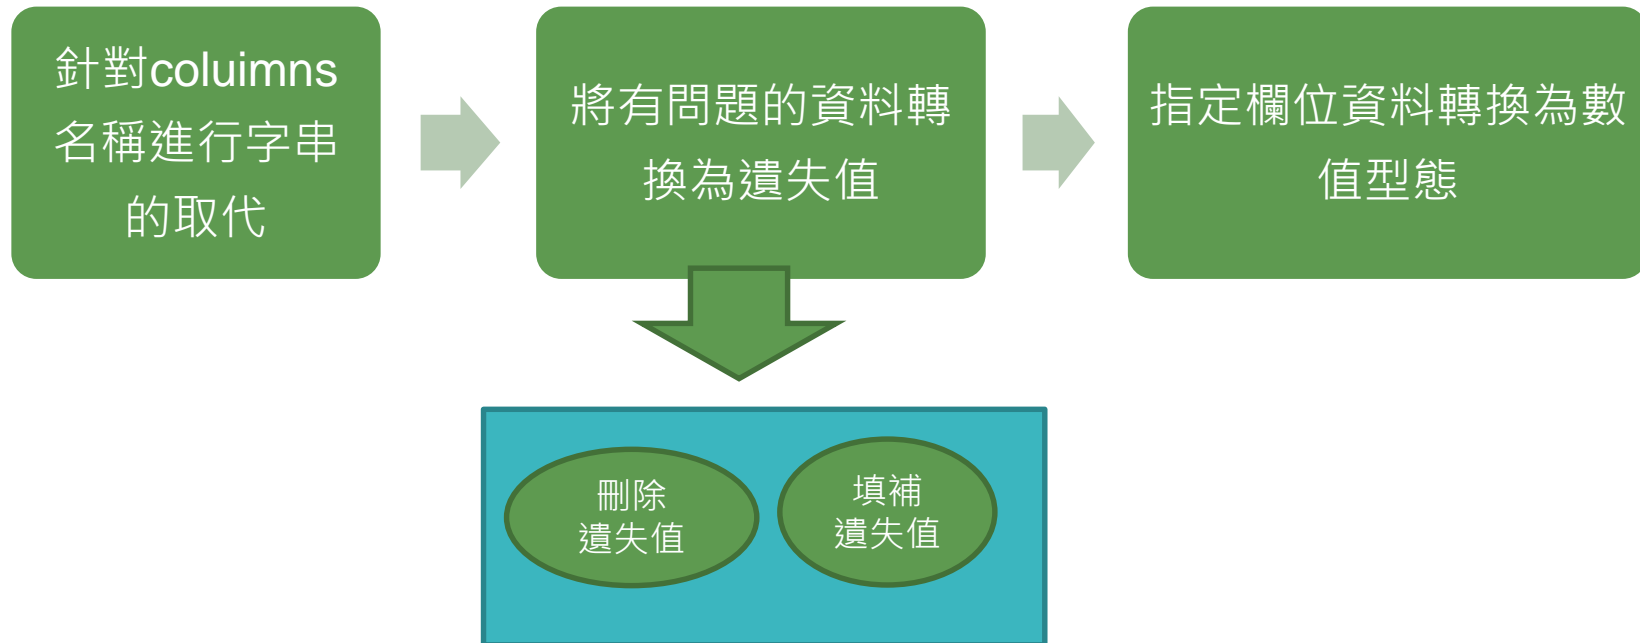 針對coluimns
名稱進行字串
的取代
將有問題的資料轉
換為遺失值
指定欄位資料轉換為數
值型態
刪除
遺失值
填補
遺失值